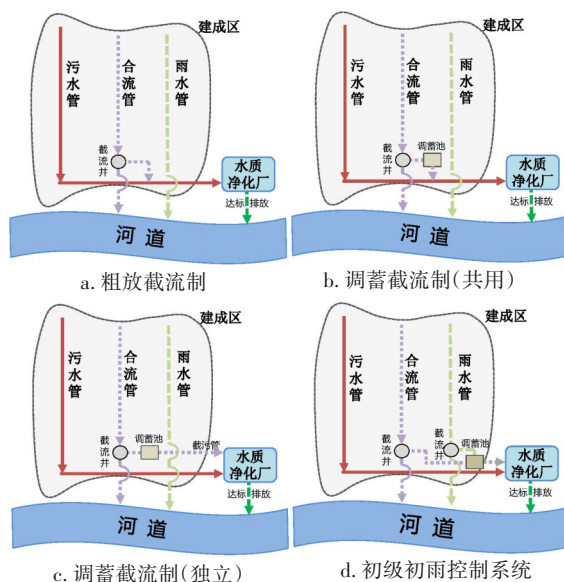 建成区
污水管
合流管
雨水管
截流井
水质净化厂
达标 排放
河道
a. 粗放截流制
建成区
污水管
合流管
雨水管
截流井
调蓄池
水质净化厂
达标 排放
河道
b. 调蓄截流制(共用)
建成区
污水管
合流管
雨水管
截流井
调蓄池
截污管
水质净化厂
达标 排放
河道
c. 调蓄截流制(独立)
建成区
污水管
合流管
雨水管
截流井
截流井
调蓄池
水质净化厂
达标 排放
河道
d. 初级初雨控制系统